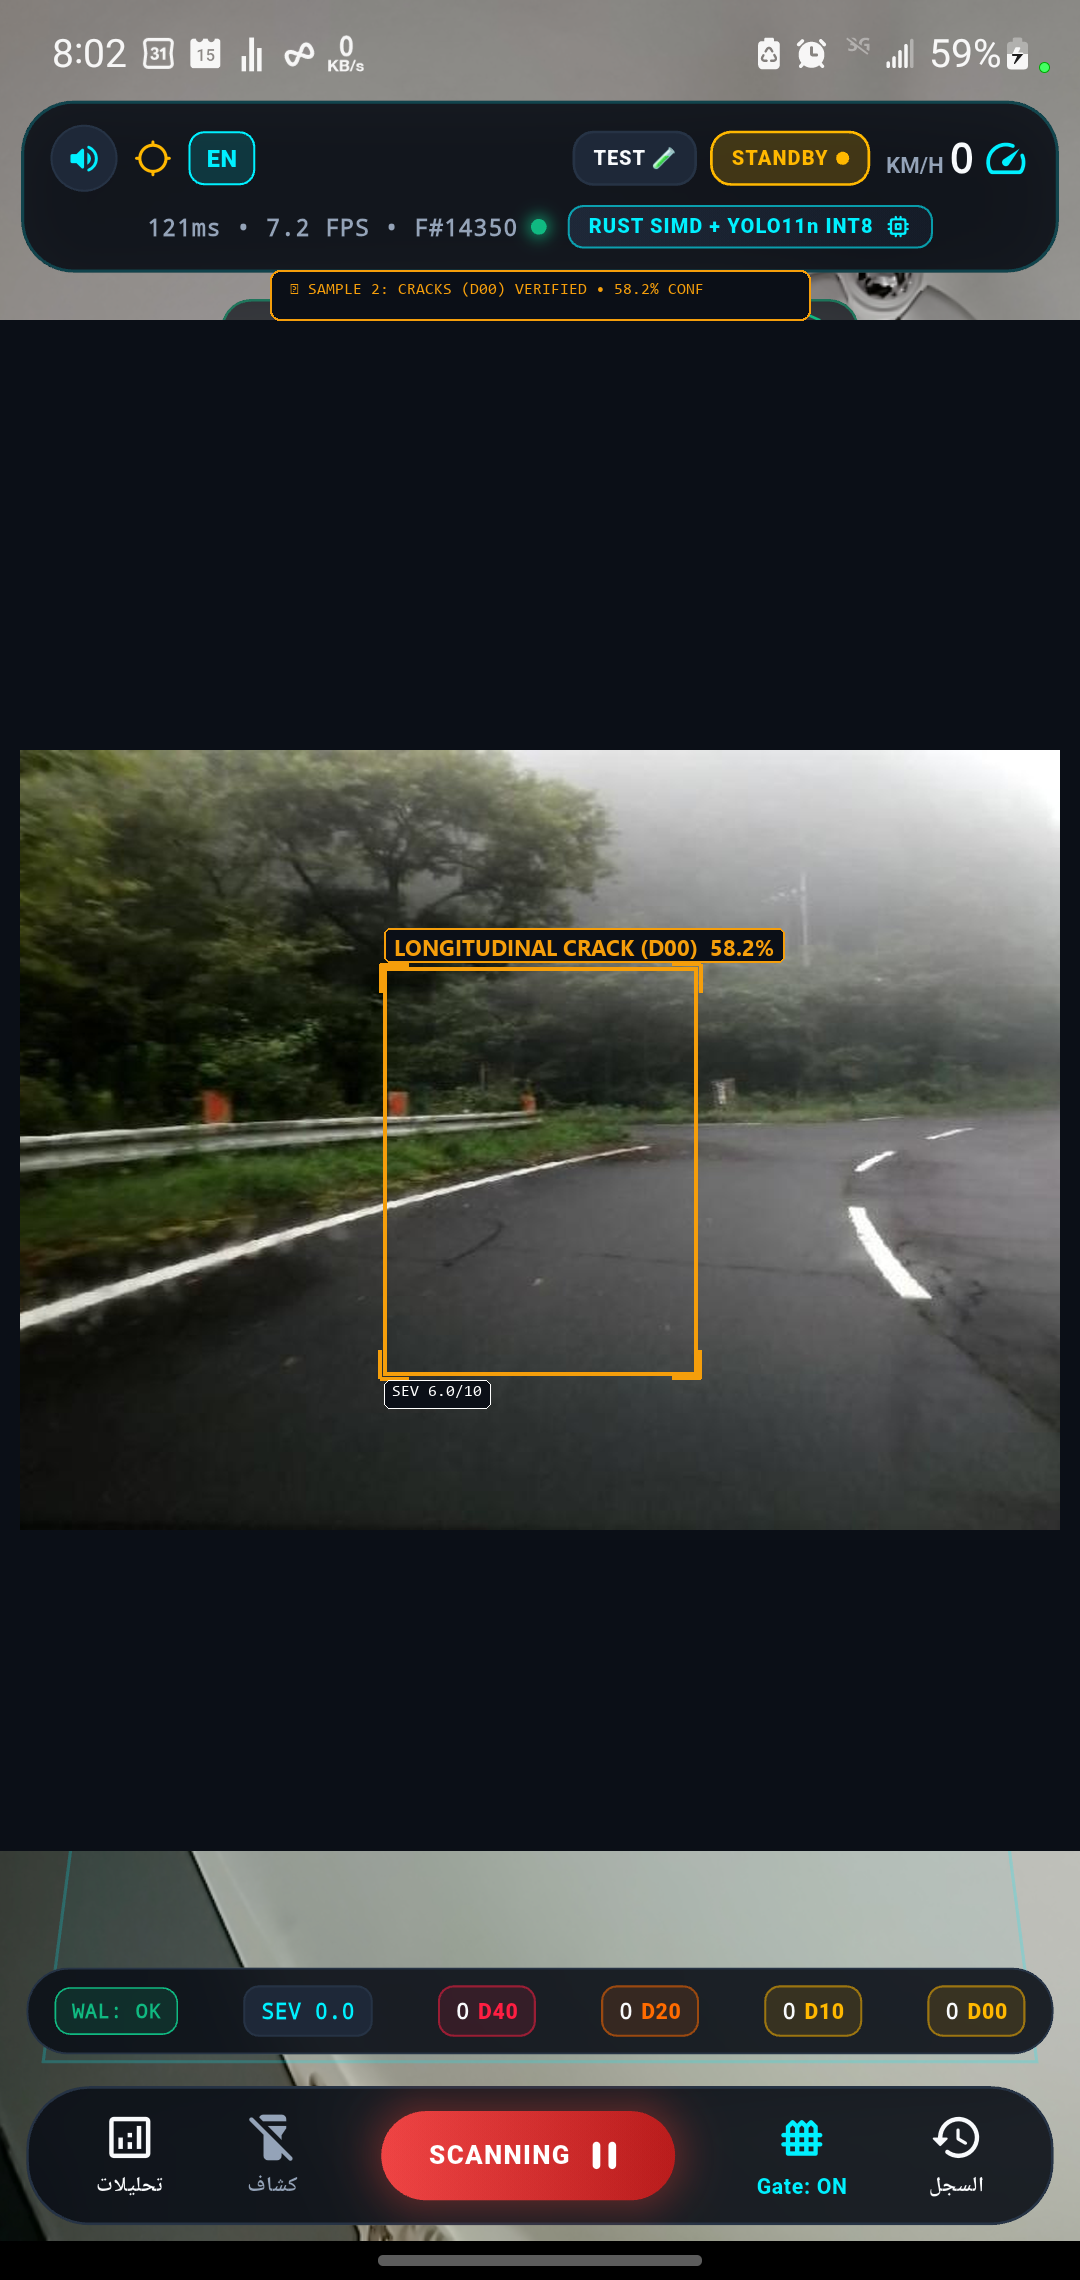 8:02 31 15 0 KB/s 3G 59%
EN TEST STANDBY KM/H 0
121ms • 7.2 FPS • F#14350 RUST SIMD + YOLO11n INT8
SAMPLE 2: CRACKS (D00) VERIFIED • 58.2% CONF
LONGITUDINAL CRACK (D00) 58.2%
SEV 6.0/10
WAL: OK SEV 0.0 0 D40 0 D20 0 D10 0 D00
SCANNING
تحليلات كشاف Gate: ON السجل